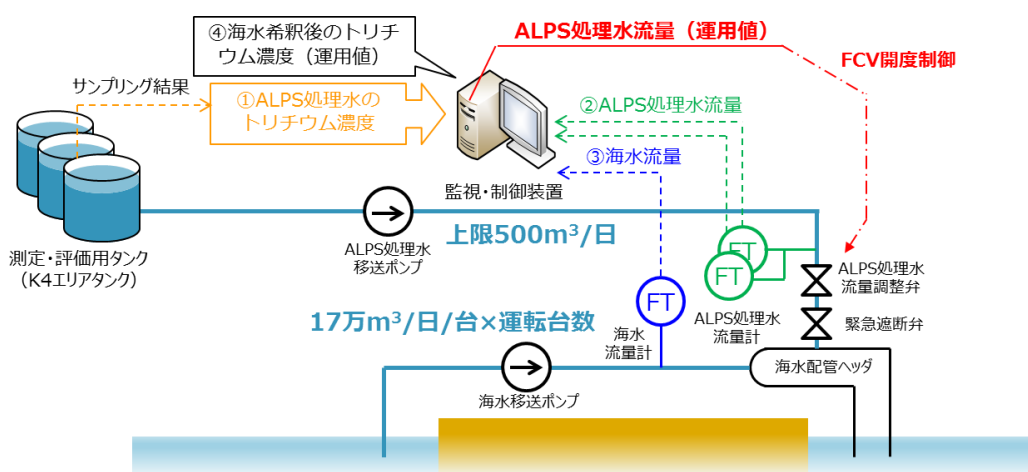 ④海水希釈後のトリチ
ウム濃度（運用値）
ALPS処理水流量（運用値）
FCV開度制御
サンプリング結果
①ALPS処理水の
トリチウム濃度
②ALPS処理水流量
③海水流量
監視・制御装置
上限500m³/日
ALPS処理水
移送ポンプ
測定・評価用タンク
（K4エリアタンク）
FT
FT
FT
ALPS処理水
流量調整弁
17万m³/日/台×運転台数
海水
流量計
ALPS処理水
流量計
緊急遮断弁
海水配管ヘッダ
海水移送ポンプ